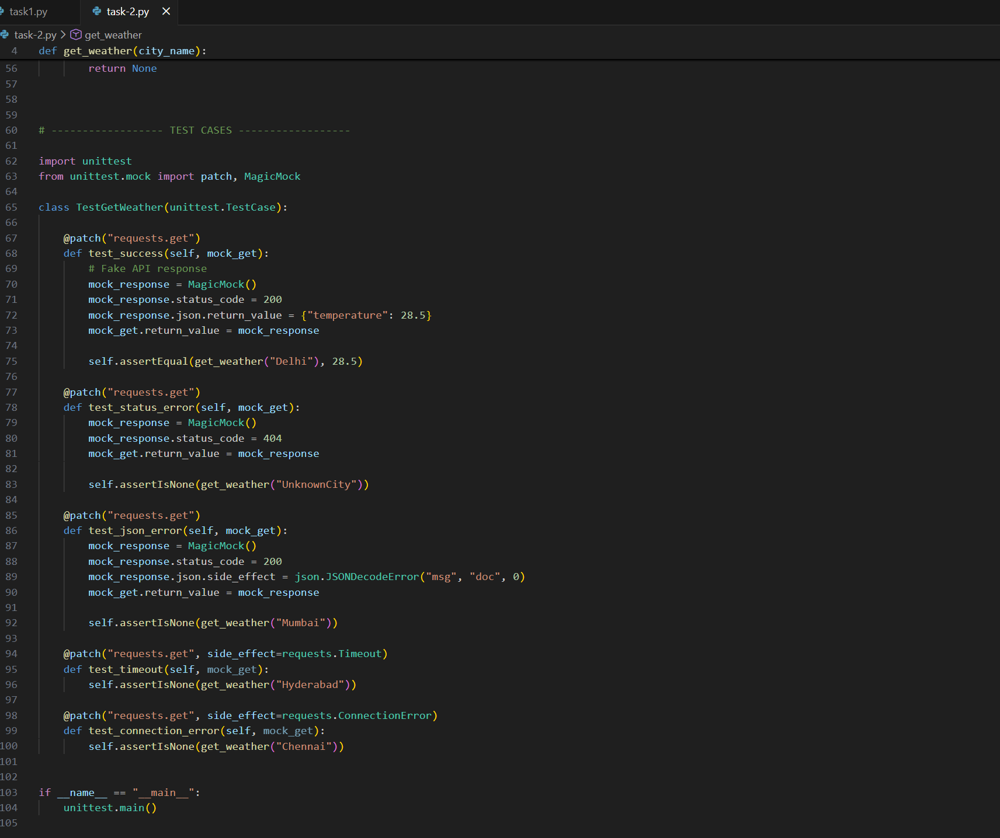 task1.py
task-2.py ×
task-2.py > get_weather
4 def get_weather(city_name):
56 return None
57
58
59
60 # ------------------ TEST CASES ------------------
61
62 import unittest
63 from unittest.mock import patch, MagicMock
64
65 class TestGetWeather(unittest.TestCase):
66
67 @patch("requests.get")
68 def test_success(self, mock_get):
69 # Fake API response
70 mock_response = MagicMock()
71 mock_response.status_code = 200
72 mock_response.json.return_value = {"temperature": 28.5}
73 mock_get.return_value = mock_response
74
75 self.assertEqual(get_weather("Delhi"), 28.5)
76
77 @patch("requests.get")
78 def test_status_error(self, mock_get):
79 mock_response = MagicMock()
80 mock_response.status_code = 404
81 mock_get.return_value = mock_response
82
83 self.assertIsNone(get_weather("UnknownCity"))
84
85 @patch("requests.get")
86 def test_json_error(self, mock_get):
87 mock_response = MagicMock()
88 mock_response.status_code = 200
89 mock_response.json.side_effect = json.JSONDecodeError("msg", "doc", 0)
90 mock_get.return_value = mock_response
91
92 self.assertIsNone(get_weather("Mumbai"))
93
94 @patch("requests.get", side_effect=requests.Timeout)
95 def test_timeout(self, mock_get):
96 self.assertIsNone(get_weather("Hyderabad"))
97
98 @patch("requests.get", side_effect=requests.ConnectionError)
99 def test_connection_error(self, mock_get):
100 self.assertIsNone(get_weather("Chennai"))
101
102
103 if __name__ == "__main__":
104 unittest.main()
105